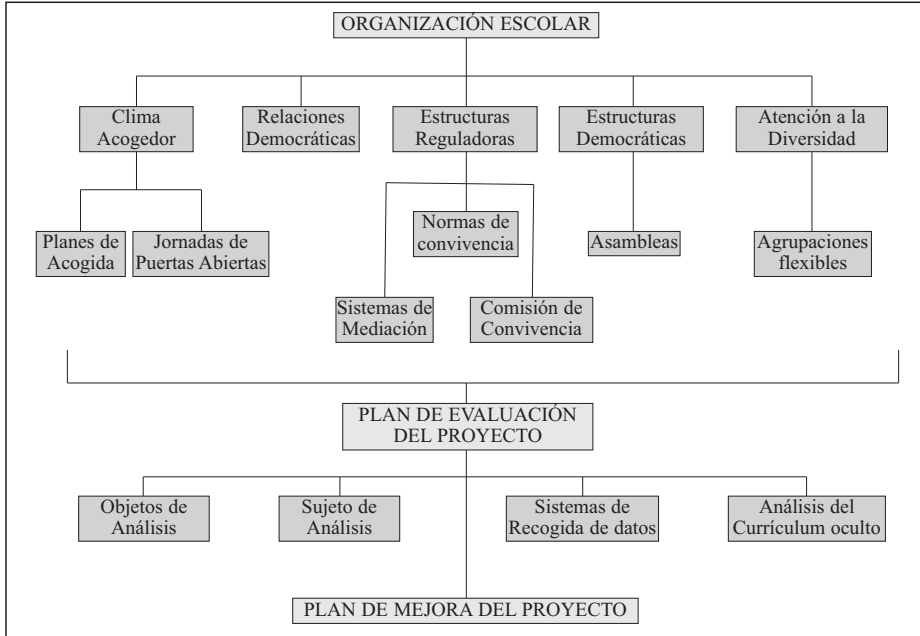 ORGANIZACIÓN ESCOLAR
Clima
Acogedor
Relaciones
Democráticas
Estructuras
Reguladoras
Estructuras
Democráticas
Atención a la
Diversidad
Planes de
Acogida
Jornadas de
Puertas Abiertas
Normas de
convivencia
Asambleas
Agrupaciones
flexibles
Sistemas de
Mediación
Comisión de
Convivencia
PLAN DE EVALUACIÓN
DEL PROYECTO
Objetos de
Análisis
Sujeto de
Análisis
Sistemas de
Recogida de datos
Análisis del
Currículum oculto
PLAN DE MEJORA DEL PROYECTO